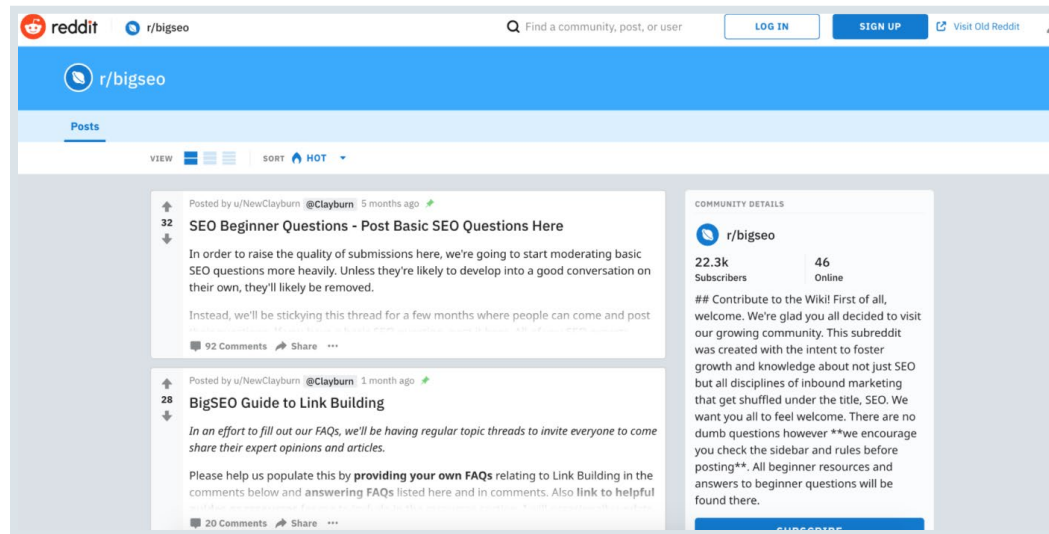 reddit r/bigseo Find a community, post, or user LOG IN SIGN UP Visit Old Reddit
r/bigseo
Posts
VIEW SORT HOT
Posted by u/NewClayburn @Clayburn 5 months ago
32
SEO Beginner Questions - Post Basic SEO Questions Here
In order to raise the quality of submissions here, we're going to start moderating basic
SEO questions more heavily. Unless they're likely to develop into a good conversation on
their own, they'll likely be removed.
Instead, we'll be stickying this thread for a few months where people can come and post
92 Comments Share
Posted by u/NewClayburn @Clayburn 1 month ago
28
BigSEO Guide to Link Building
In an effort to fill out our FAQs, we'll be having regular topic threads to invite everyone to come
share their expert opinions and articles.
Please help us populate this by providing your own FAQs relating to Link Building in the
comments below and answering FAQs listed here and in comments. Also link to helpful
20 Comments Share
COMMUNITY DETAILS
r/bigseo
22.3k 46
Subscribers Online
## Contribute to the Wiki! First of all,
welcome. We're glad you all decided to visit
our growing community. This subreddit
was created with the intent to foster
growth and knowledge about not just SEO
but all disciplines of inbound marketing
that get shuffled under the title, SEO. We
want you all to feel welcome. There are no
dumb questions however **we encourage
you check the sidebar and rules before
posting**. All beginner resources and
answers to beginner questions will be
found there.
SUBSCRIBE